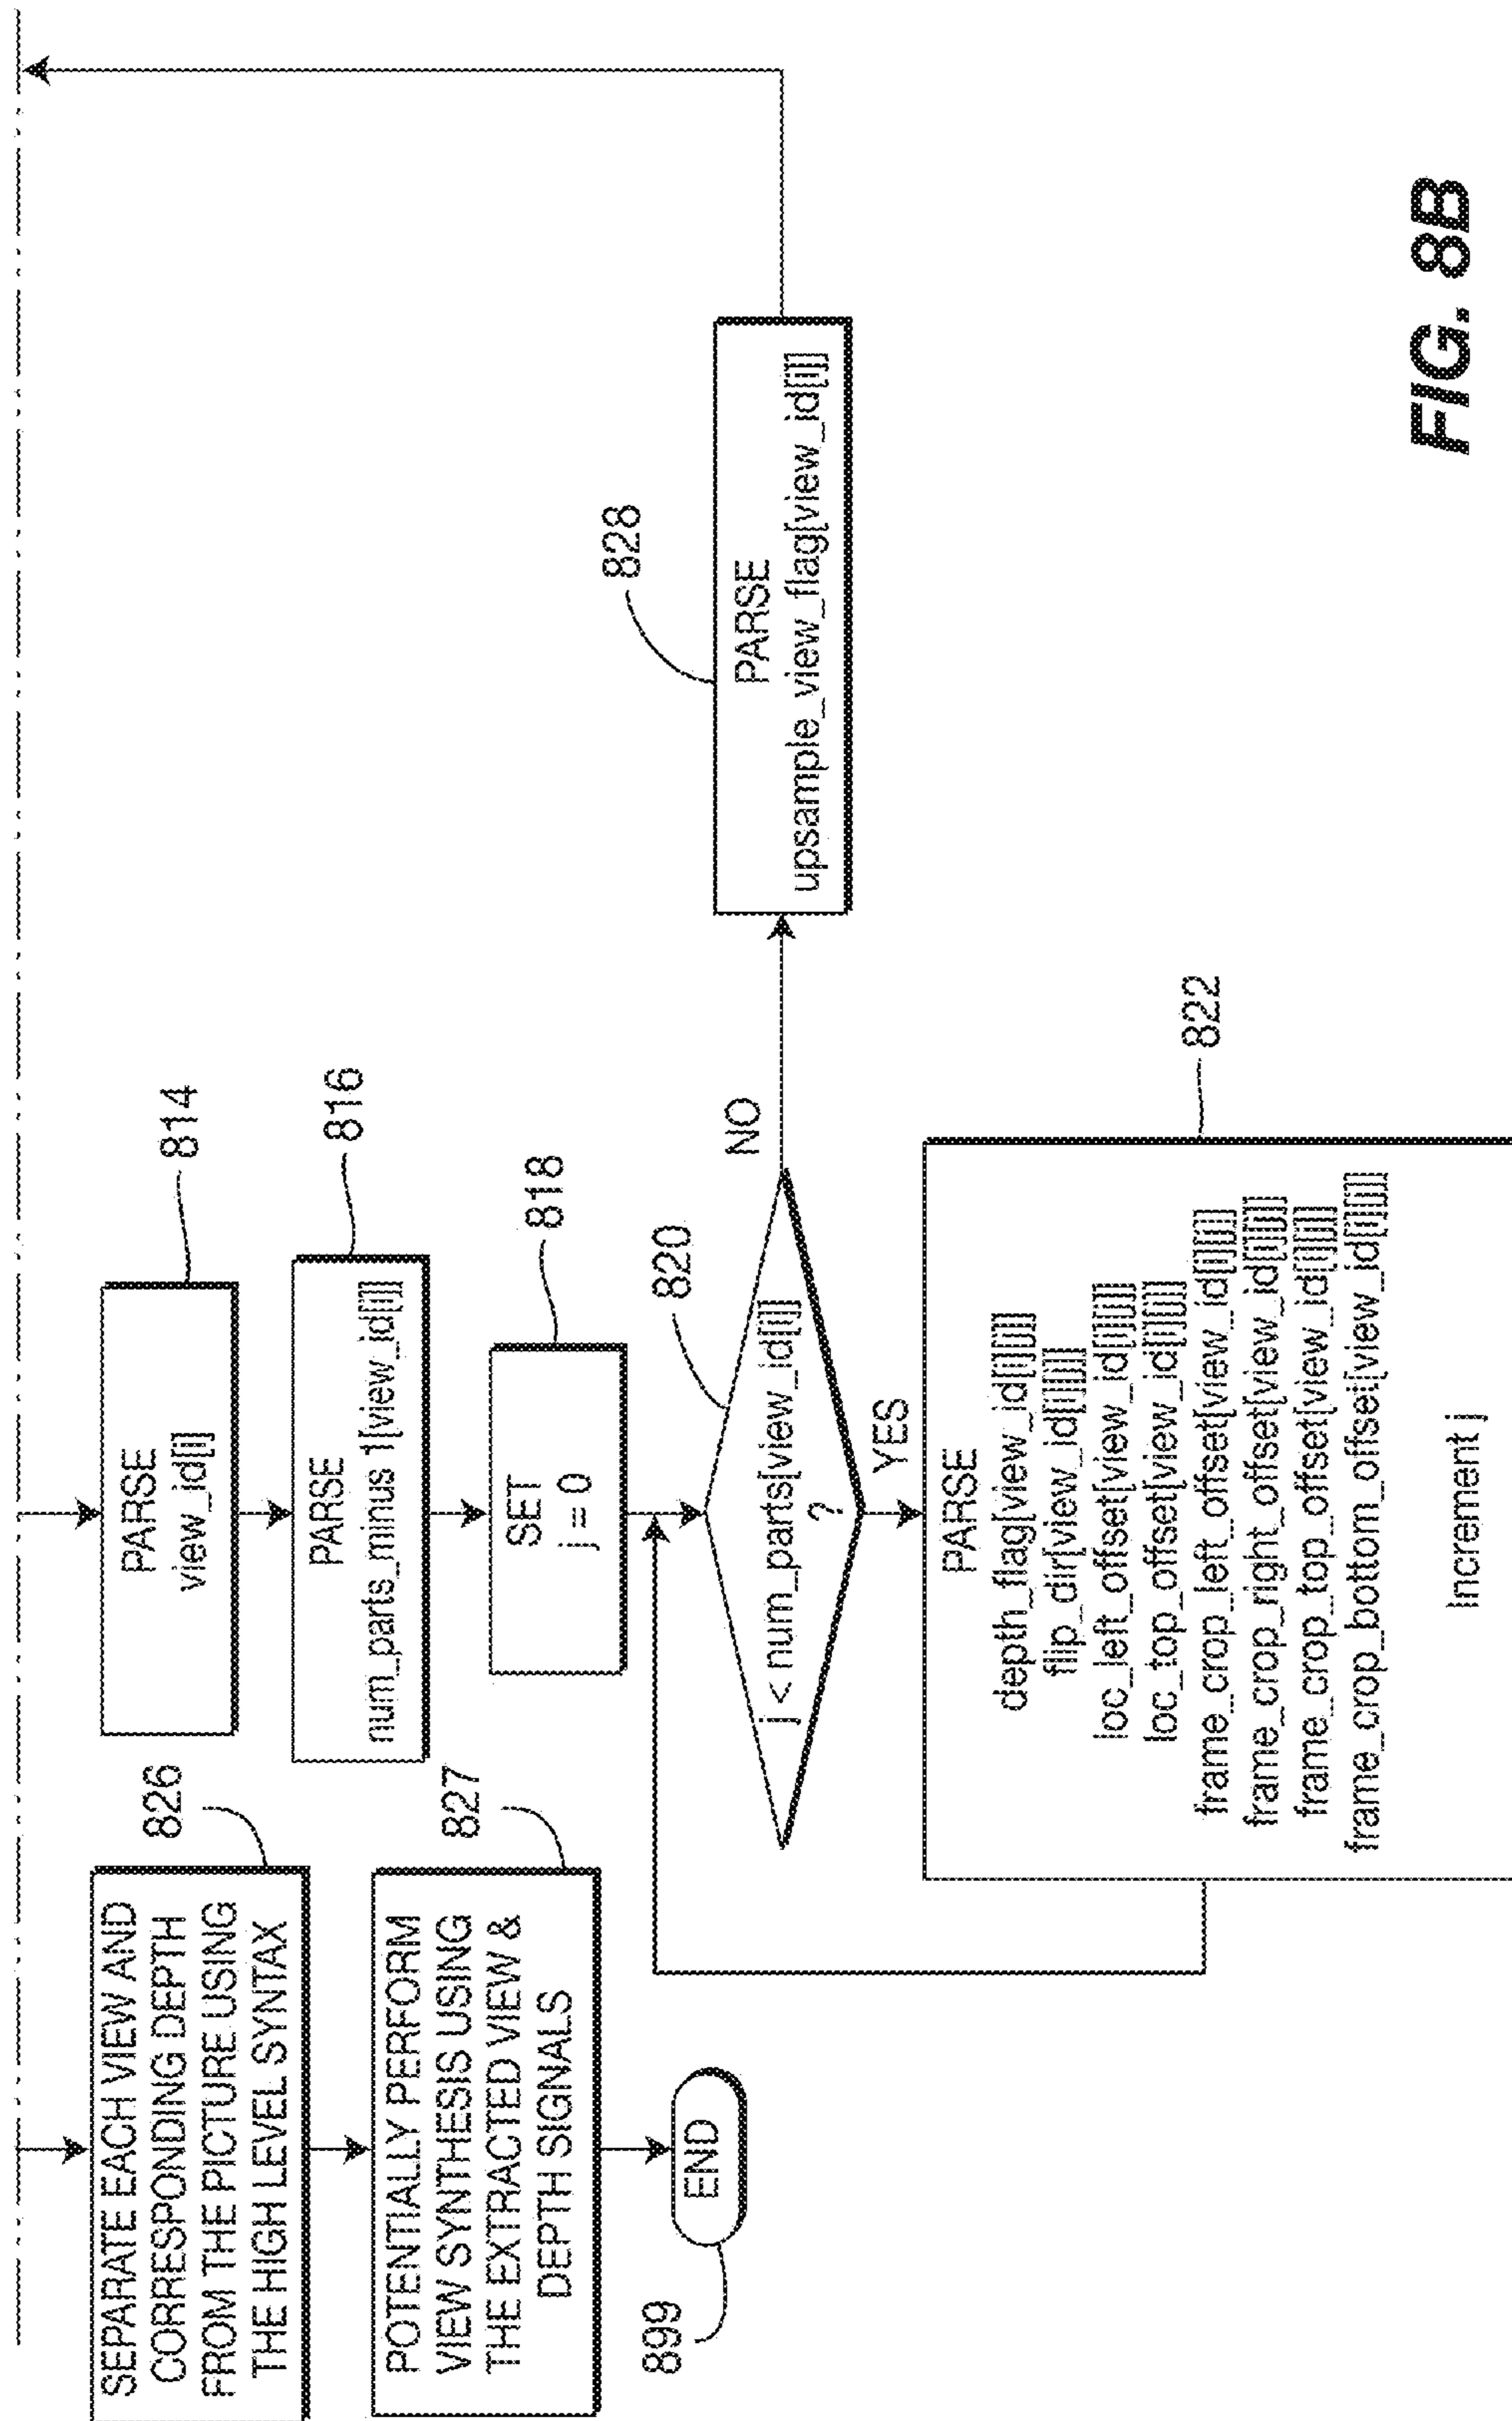 826
SEPARATE EACH VIEW AND
CORRESPONDING DEPTH
FROM THE PICTURE USING
THE HIGH LEVEL SYNTAX
827
POTENTIALLY PERFORM
VIEW SYNTHESIS USING
THE EXTRACTED VIEW &
DEPTH SIGNALS
899
END
814
PARSE
view_id[i]
816
PARSE
num_parts_minus 1[view_id[i]]
818
SET
j = 0
820
j < num_parts[view_id[i]]
?
NO
YES
822
PARSE
depth_flag[view_id[i]][j]
flip_dir[view_id[i]][j]
loc_left_offset[view_id[i]][j]
loc_top_offset[view_id[i]][j]
frame_crop_left_offset[view_id[i]][j]
frame_crop_right_offset[view_id[i]][j]
frame_crop_top_offset[view_id[i]][j]
frame_crop_bottom_offset[view_id[i]][j]
Increment j
828
PARSE
upsample_view_flag[view_id[i]]
FIG. 8B